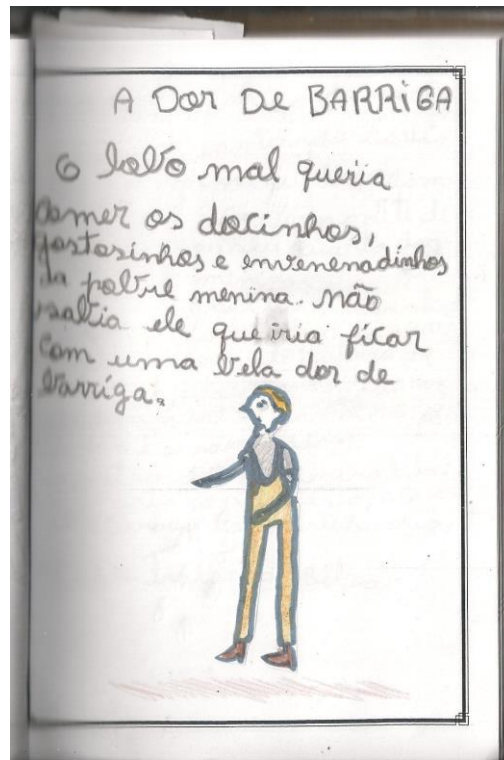 A Dor De BARRiGA
O lobo mal queria
comer os docinhos,
gostosinhos e envenenadinhos
da pobre menina. Não
sabia ele que iria ficar
com uma bela dor de
barriga.